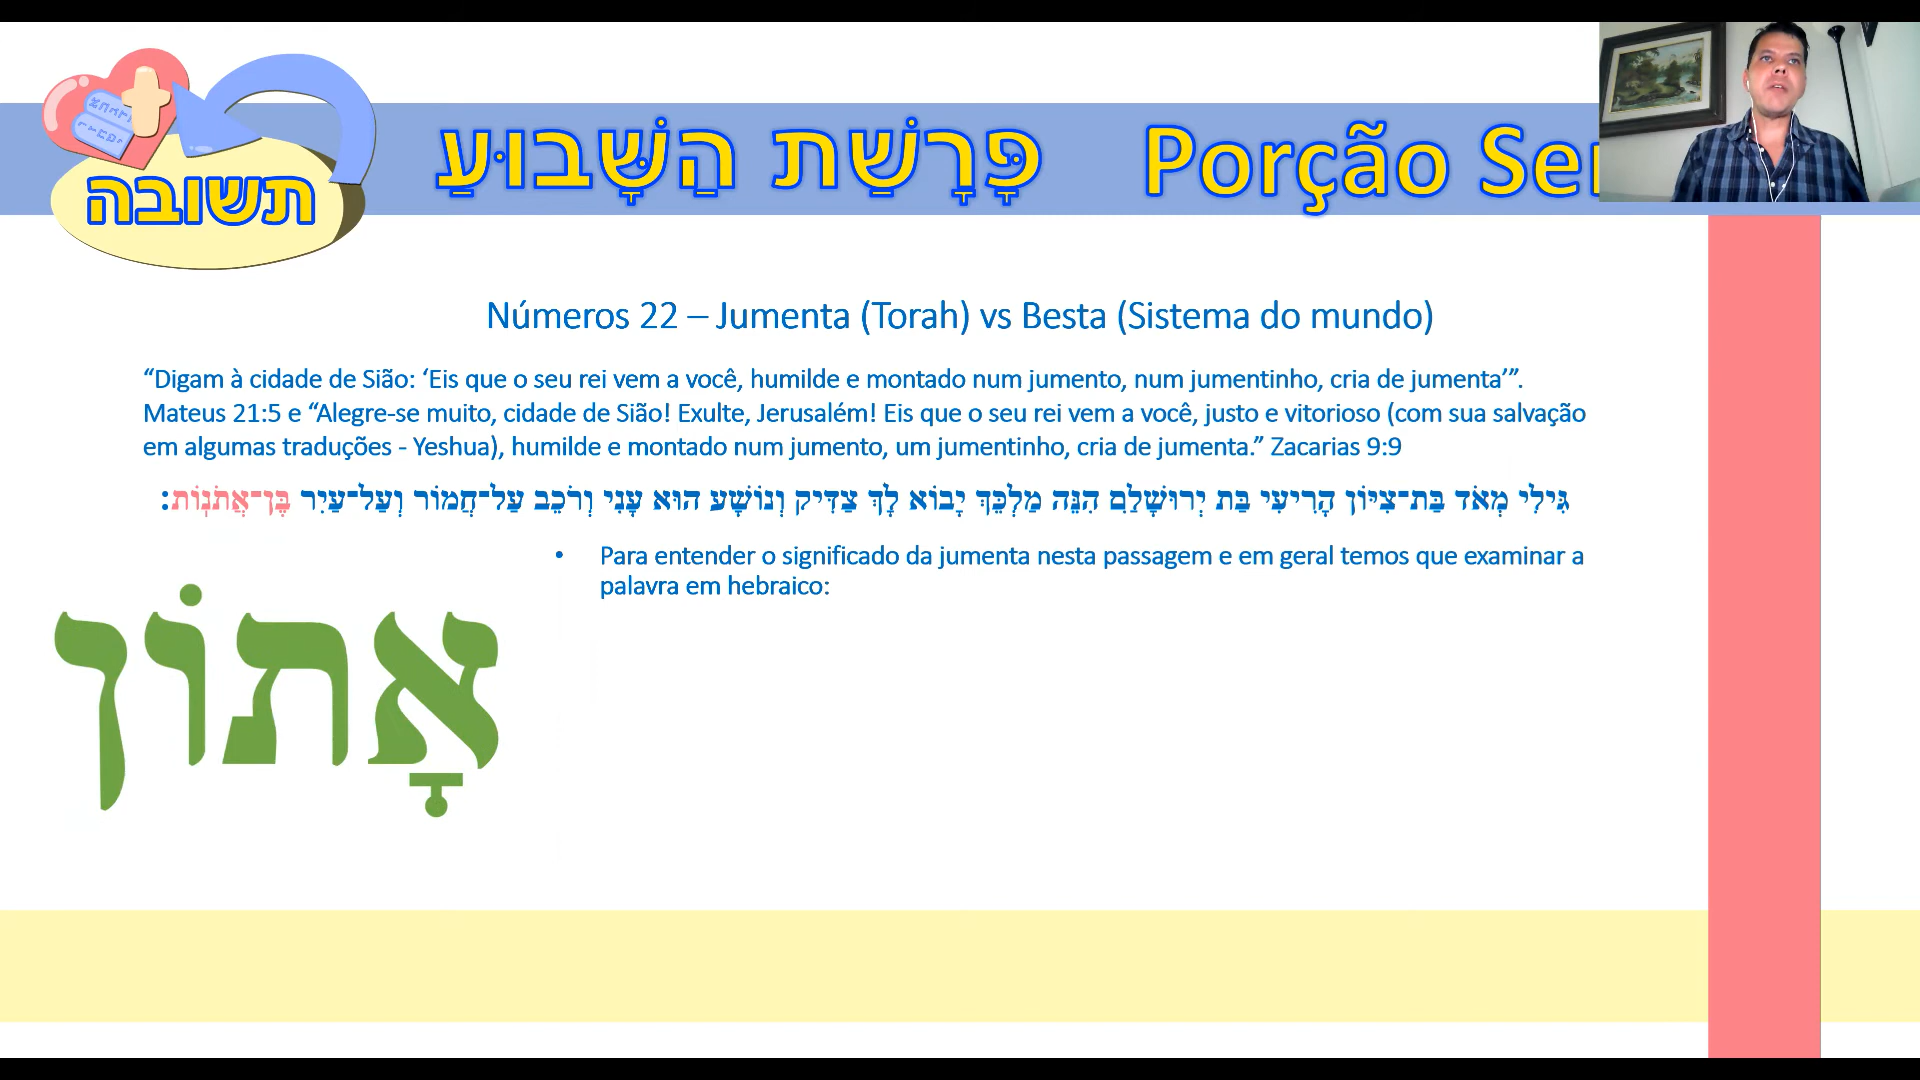 תשובה
פָּרָשַׁת הַשָּׁבוּעַ Porção Se
Números 22 – Jumenta (Torah) vs Besta (Sistema do mundo)
“Digam à cidade de Sião: ‘Eis que o seu rei vem a você, humilde e montado num jumento, num jumentinho, cria de jumenta’”.
Mateus 21:5 e “Alegre-se muito, cidade de Sião! Exulte, Jerusalém! Eis que o seu rei vem a você, justo e vitorioso (com sua salvação
em algumas traduções - Yeshua), humilde e montado num jumento, um jumentinho, cria de jumenta.” Zacarias 9:9
גִּילִי מְאֹד בַּת־צִיּוֹן הָרִיעִי בַּת יְרוּשָׁלִַם הִנֵּה מַלְכֵּךְ יָבוֹא לָךְ צַדִּיק וְנוֹשָׁע הוּא עָנִי וְרֹכֵב עַל־חֲמוֹר וְעַל־עַיִר בֶּן־אֲתֹנוֹת:
• Para entender o significado da jumenta nesta passagem e em geral temos que examinar a
palavra em hebraico:
אָתוֹן